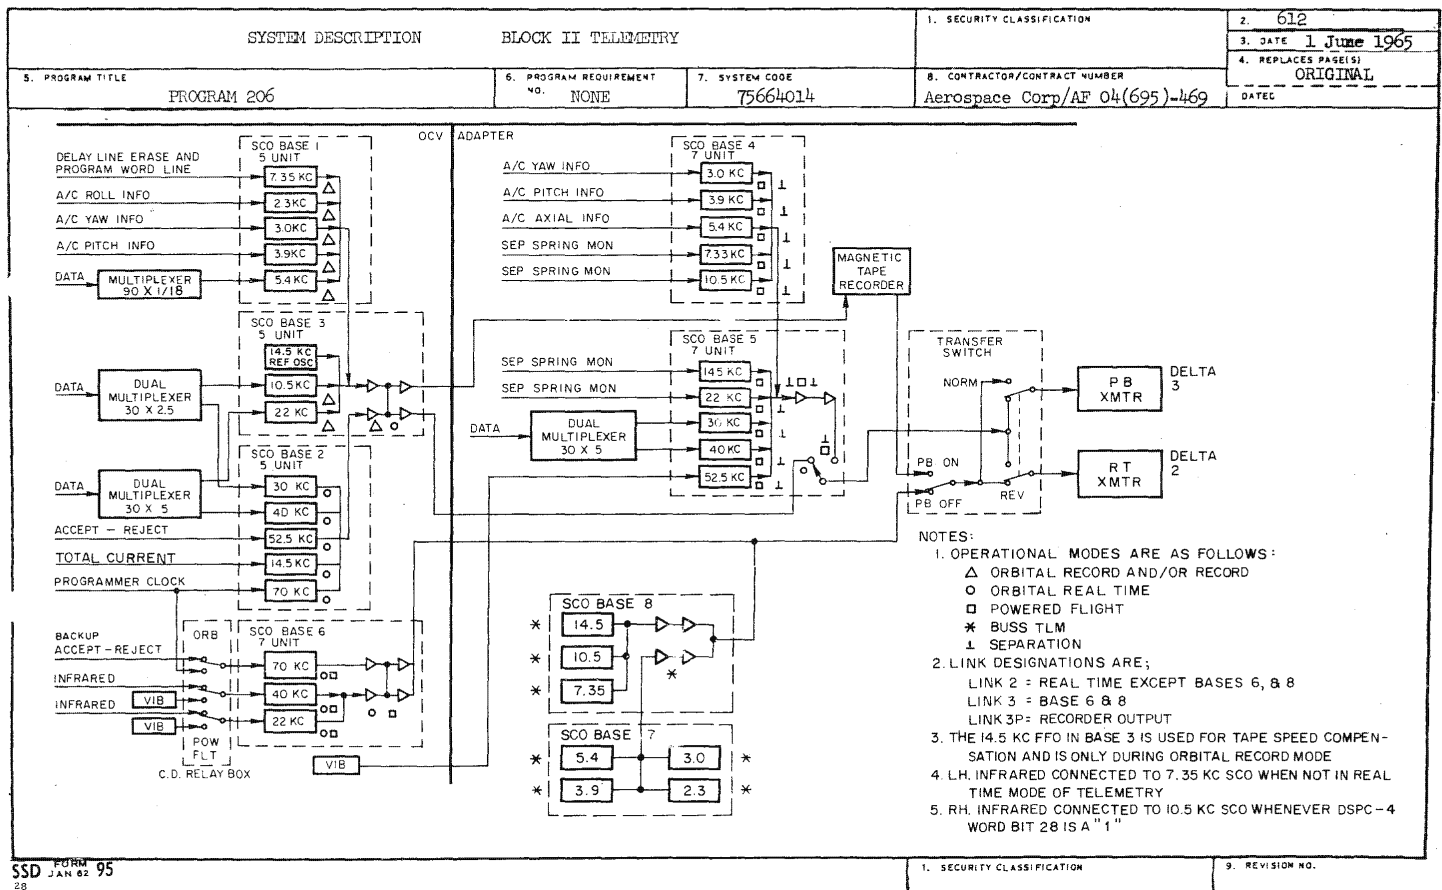 SYSTEM DESCRIPTION BLOCK II TELEMETRY
1. SECURITY CLASSIFICATION
2. 612
3. DATE 1 June 1965
4. REPLACES PAGE(S)
ORIGINAL
DATED
5. PROGRAM TITLE
PROGRAM 206
6. PROGRAM REQUIREMENT
NO. NONE
7. SYSTEM CODE
75664014
8. CONTRACTOR/CONTRACT NUMBER
Aerospace Corp/AF 04(695)-469
OCV ADAPTER
SCO BASE 1
5 UNIT
DELAY LINE ERASE AND
PROGRAM WORD LINE
7.35 KC
A/C ROLL INFO
2.3KC
A/C YAW INFO
3.0KC
A/C PITCH INFO
3.9KC
DATA
MULTIPLEXER
90 X 1/18
5.4 KC
SCO BASE 3
5 UNIT
14.5 KC
REF OSC
DATA
DUAL
MULTIPLEXER
30 X 2.5
10.5 KC
22 KC
SCO BASE 2
5 UNIT
DATA
DUAL
MULTIPLEXER
30 X 5
30 KC
40 KC
ACCEPT - REJECT
52.5 KC
TOTAL CURRENT
14.5 KC
PROGRAMMER CLOCK
70 KC
ORB
SCO BASE 6
7 UNIT
BACKUP
ACCEPT-REJECT
70 KC
INFRARED
40 KC
VIB
INFRARED
22 KC
VIB
POW
FLT
C.D. RELAY BOX
VIB
SCO BASE 4
7 UNIT
A/C YAW INFO
3.0 KC
A/C PITCH INFO
3.9 KC
A/C AXIAL INFO
5.4 KC
SEP SPRING MON
7.33 KC
SEP SPRING MON
10.5 KC
SCO BASE 5
7 UNIT
SEP SPRING MON
14.5 KC
SEP SPRING MON
22 KC
DATA
DUAL
MULTIPLEXER
30 X 5
30 KC
40 KC
52.5 KC
MAGNETIC
TAPE
RECORDER
TRANSFER
SWITCH
NORM
PB ON
PB OFF
REV
PB
XMTR
DELTA
3
RT
XMTR
DELTA
2
SCO BASE 8
* 14.5
* 10.5
* 7.35
*
SCO BASE 7
* 5.4 3.0 *
* 3.9 2.3 *
NOTES:
1. OPERATIONAL MODES ARE AS FOLLOWS:
△ ORBITAL RECORD AND/OR RECORD
○ ORBITAL REAL TIME
□ POWERED FLIGHT
* BUSS TLM
⊥ SEPARATION
2. LINK DESIGNATIONS ARE;
LINK 2 = REAL TIME EXCEPT BASES 6, & 8
LINK 3 = BASE 6 & 8
LINK 3P= RECORDER OUTPUT
3. THE 14.5 KC FFO IN BASE 3 IS USED FOR TAPE SPEED COMPEN-
SATION AND IS ONLY DURING ORBITAL RECORD MODE
4. LH. INFRARED CONNECTED TO 7.35 KC SCO WHEN NOT IN REAL
TIME MODE OF TELEMETRY
5. RH. INFRARED CONNECTED TO 10.5 KC SCO WHENEVER DSPC-4
WORD BIT 28 IS A "1"
SSD FORM JAN 62 95
28
1. SECURITY CLASSIFICATION
9. REVISION NO.